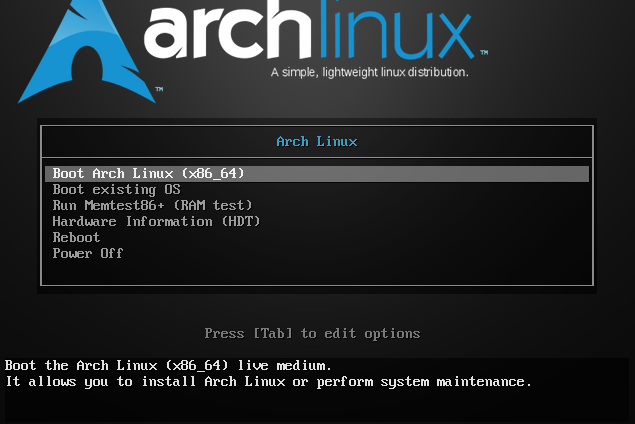 archlinux™
A simple, lightweight linux distribution.
™
Arch Linux
Boot Arch Linux (x86_64)
Boot existing OS
Run Memtest86+ (RAM test)
Hardware Information (HDT)
Reboot
Power Off
Press [Tab] to edit options
Boot the Arch Linux (x86_64) live medium.
It allows you to install Arch Linux or perform system maintenance.